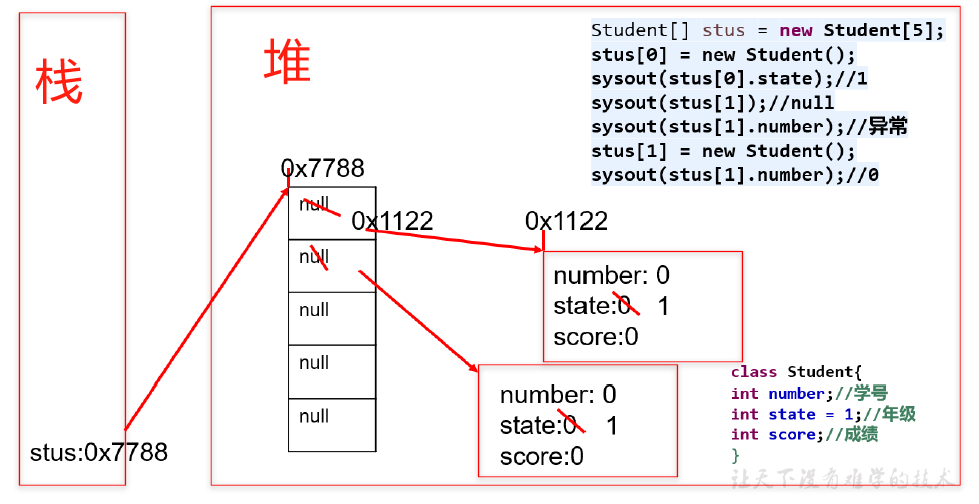 栈
堆
Student[] stus = new Student[5];
stus[0] = new Student();
sysout(stus[0].state);//1
sysout(stus[1]);//null
sysout(stus[1].number);//异常
stus[1] = new Student();
sysout(stus[1].number);//0
0x7788
null
0x1122
0x1122
null
number: 0
state:0 1
score:0
null
null
null
number: 0
state:0 1
score:0
stus:0x7788
class Student{
int number;//学号
int state = 1;//年级
int score;//成绩
}
让天下没有难学的技术